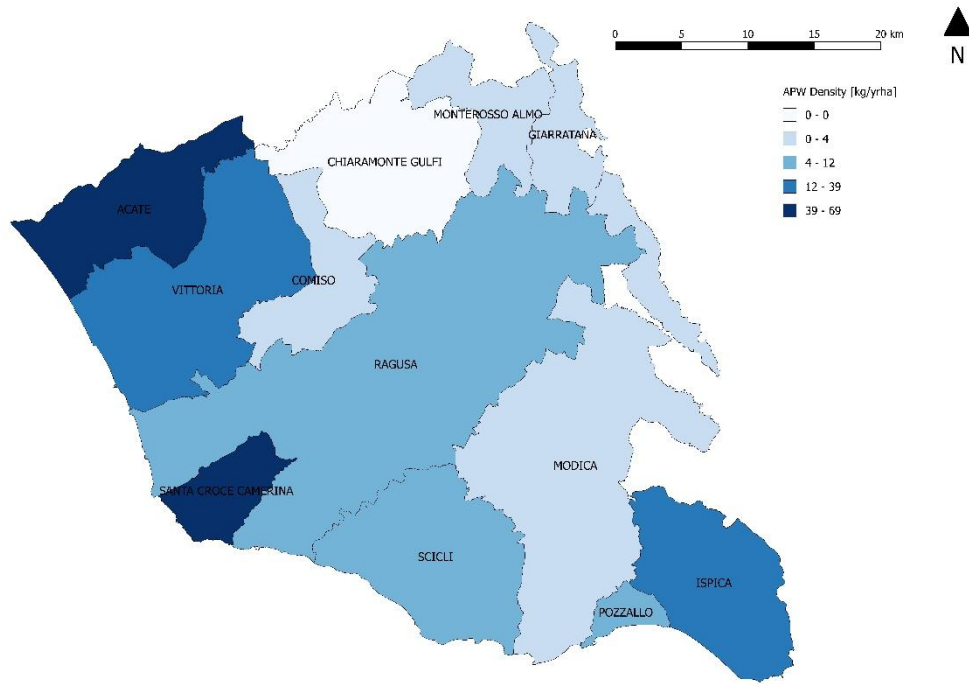 0 5 10 15 20 km
N
APW Density [kg/yrha]
0 - 0
0 - 4
4 - 12
12 - 39
39 - 69
MONTEROSSO ALMO
GIARRATANA
CHIARAMONTE GULFI
ACATE
VITTORIA
COMISO
RAGUSA
MODICA
SANTA CROCE CAMERINA
SCICLI
ISPICA
POZZALLO